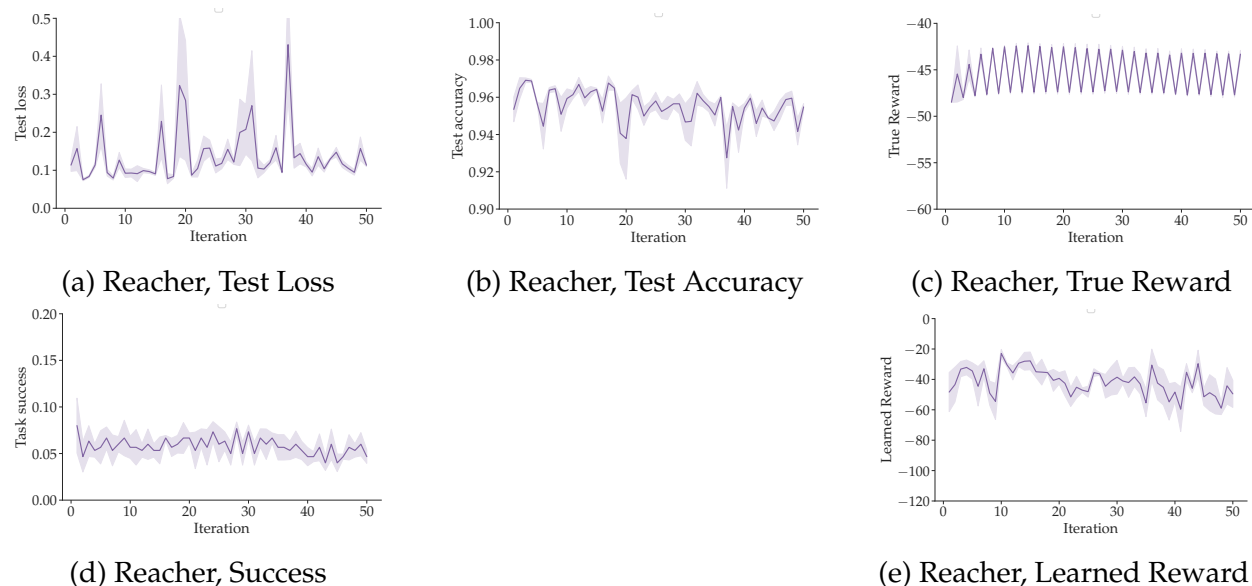 0.5
0.4
0.3
0.2
0.1
0.0
Test loss
0 10 20 30 40 50
Iteration
(a) Reacher, Test Loss
1.00
0.98
0.96
0.94
0.92
0.90
Test accuracy
0 10 20 30 40 50
Iteration
(b) Reacher, Test Accuracy
−40
−45
−50
−55
−60
True Reward
0 10 20 30 40 50
Iteration
(c) Reacher, True Reward
0.20
0.15
0.10
0.05
0.00
Task success
0 10 20 30 40 50
Iteration
(d) Reacher, Success
0
−20
−40
−60
−80
−100
−120
Learned Reward
0 10 20 30 40 50
Iteration
(e) Reacher, Learned Reward